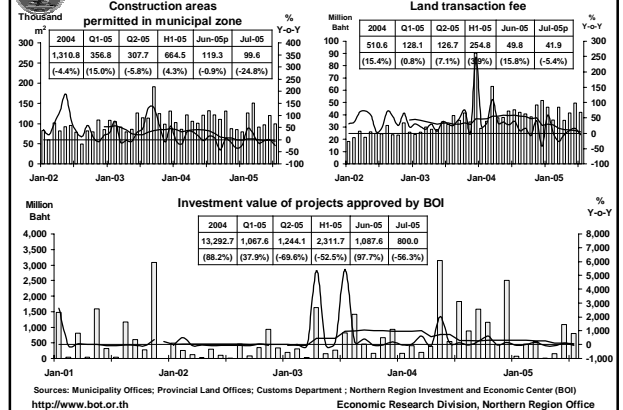 Construction areas
permitted in municipal zone
Thousand
m²
%
Y-o-Y
2004 Q1-05 Q2-05 H1-05 Jun-05p Jul-05
1,310.8 356.8 307.7 664.5 119.3 99.6
(-4.4%) (15.0%) (-5.8%) (4.3%) (-0.9%) (-24.8%)
300
250
200
150
100
50
0
400
350
300
250
200
150
100
50
0
-50
-100
Jan-02 Jan-03 Jan-04 Jan-05
Land transaction fee
Million
Baht
%
Y-o-Y
2004 Q1-05 Q2-05 H1-05 Jun-05p Jul-05
510.6 128.1 126.7 254.8 49.8 41.9
(15.4%) (0.8%) (7.1%) (3.9%) (15.8%) (-5.4%)
100
90
80
70
60
50
40
30
20
10
0
300
250
200
150
100
50
0
-50
-100
Jan-02 Jan-03 Jan-04 Jan-05
Investment value of projects approved by BOI
Million
Baht
%
Y-o-Y
2004 Q1-05 Q2-05 H1-05 Jun-05 Jul-05
13,292.7 1,067.6 1,244.1 2,311.7 1,087.6 800.0
(88.2%) (37.9%) (-69.6%) (-52.5%) (97.7%) (-56.3%)
4,000
3,500
3,000
2,500
2,000
1,500
1,000
500
0
8,000
7,000
6,000
5,000
4,000
3,000
2,000
1,000
0
-1,000
Jan-01 Jan-02 Jan-03 Jan-04 Jan-05
Sources: Municipality Offices; Provincial Land Offices; Customs Department ; Northern Region Investment and Economic Center (BOI)
http://www.bot.or.th Economic Research Division, Northern Region Office